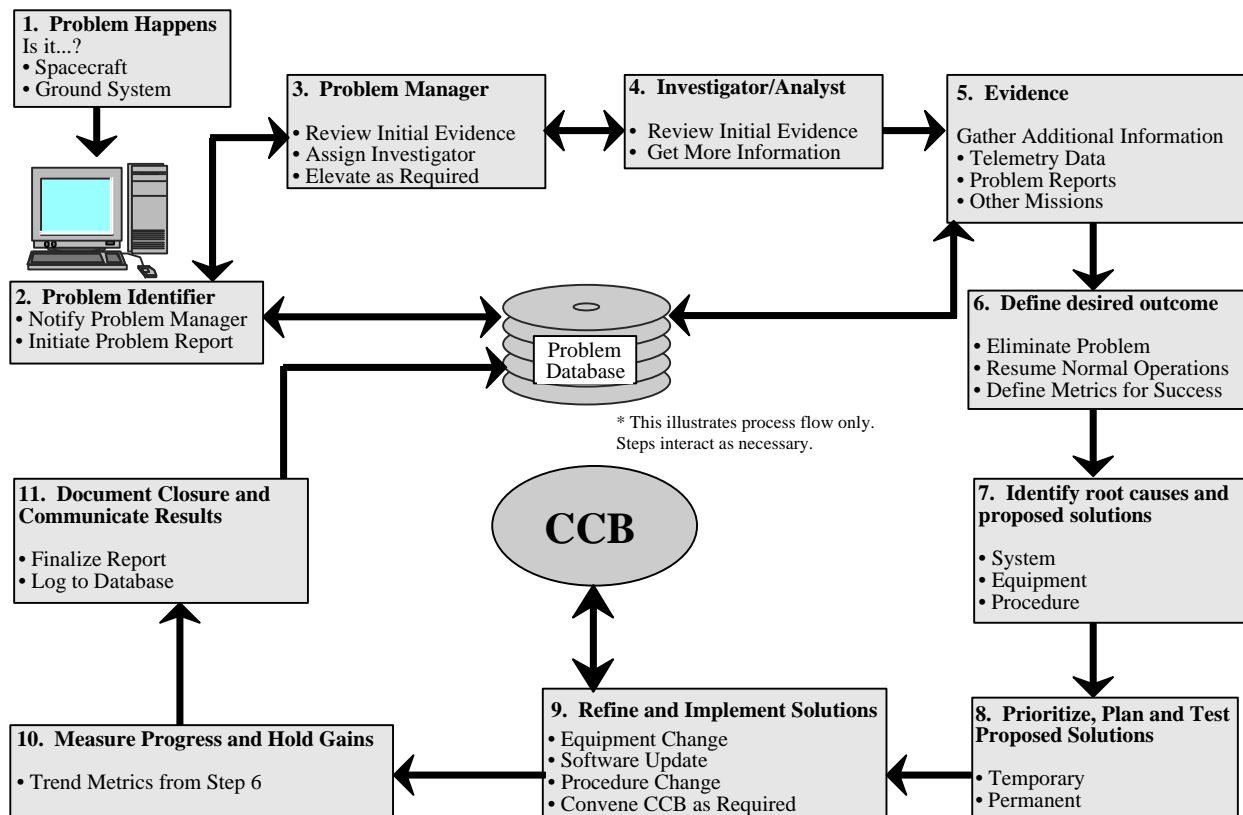 1. Problem Happens
Is it...?
• Spacecraft
• Ground System
2. Problem Identifier
• Notify Problem Manager
• Initiate Problem Report
3. Problem Manager
• Review Initial Evidence
• Assign Investigator
• Elevate as Required
4. Investigator/Analyst
• Review Initial Evidence
• Get More Information
5. Evidence
Gather Additional Information
• Telemetry Data
• Problem Reports
• Other Missions
Problem
Database
* This illustrates process flow only.
Steps interact as necessary.
6. Define desired outcome
• Eliminate Problem
• Resume Normal Operations
• Define Metrics for Success
7. Identify root causes and
proposed solutions
• System
• Equipment
• Procedure
8. Prioritize, Plan and Test
Proposed Solutions
• Temporary
• Permanent
CCB
9. Refine and Implement Solutions
• Equipment Change
• Software Update
• Procedure Change
• Convene CCB as Required
10. Measure Progress and Hold Gains
• Trend Metrics from Step 6
11. Document Closure and
Communicate Results
• Finalize Report
• Log to Database